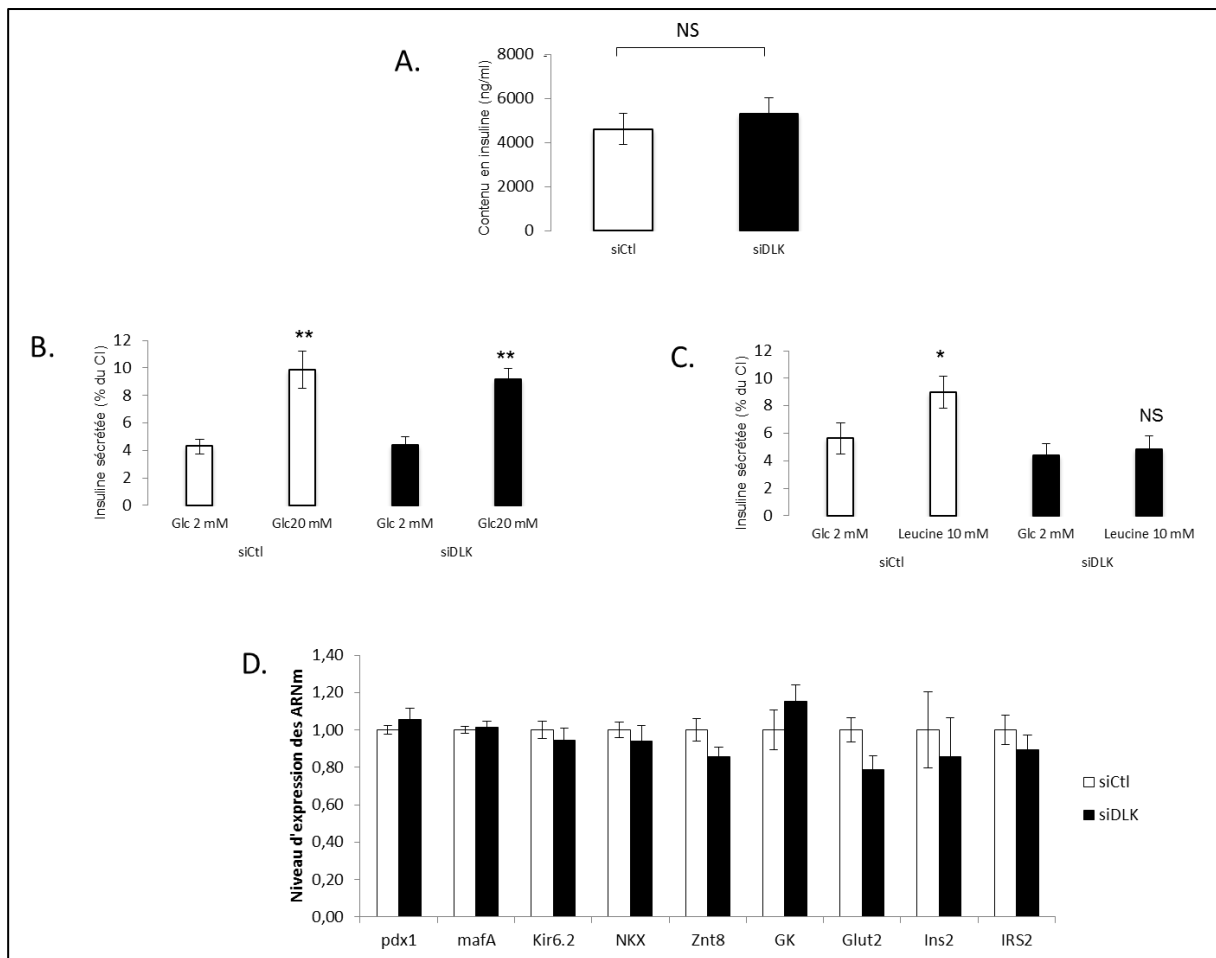 A.
NS
Contenu en insuline (ng/ml)
8000
6000
4000
2000
0
siCtl siDLK
B.
Insuline sécrétée (% du CI)
12
10
8
6
4
2
0
** **
Glc 2 mM Glc20 mM Glc 2 mM Glc20 mM
siCtl siDLK
C.
Insuline sécrétée (% du CI)
12
10
8
6
4
2
0
* NS
Glc 2 mM Leucine 10 mM Glc 2 mM Leucine 10 mM
siCtl siDLK
D.
Niveau d'expression des ARNm
1,40
1,20
1,00
0,80
0,60
0,40
0,20
0,00
pdx1 mafA Kir6.2 NKX Znt8 GK Glut2 Ins2 IRS2
siCtl
siDLK